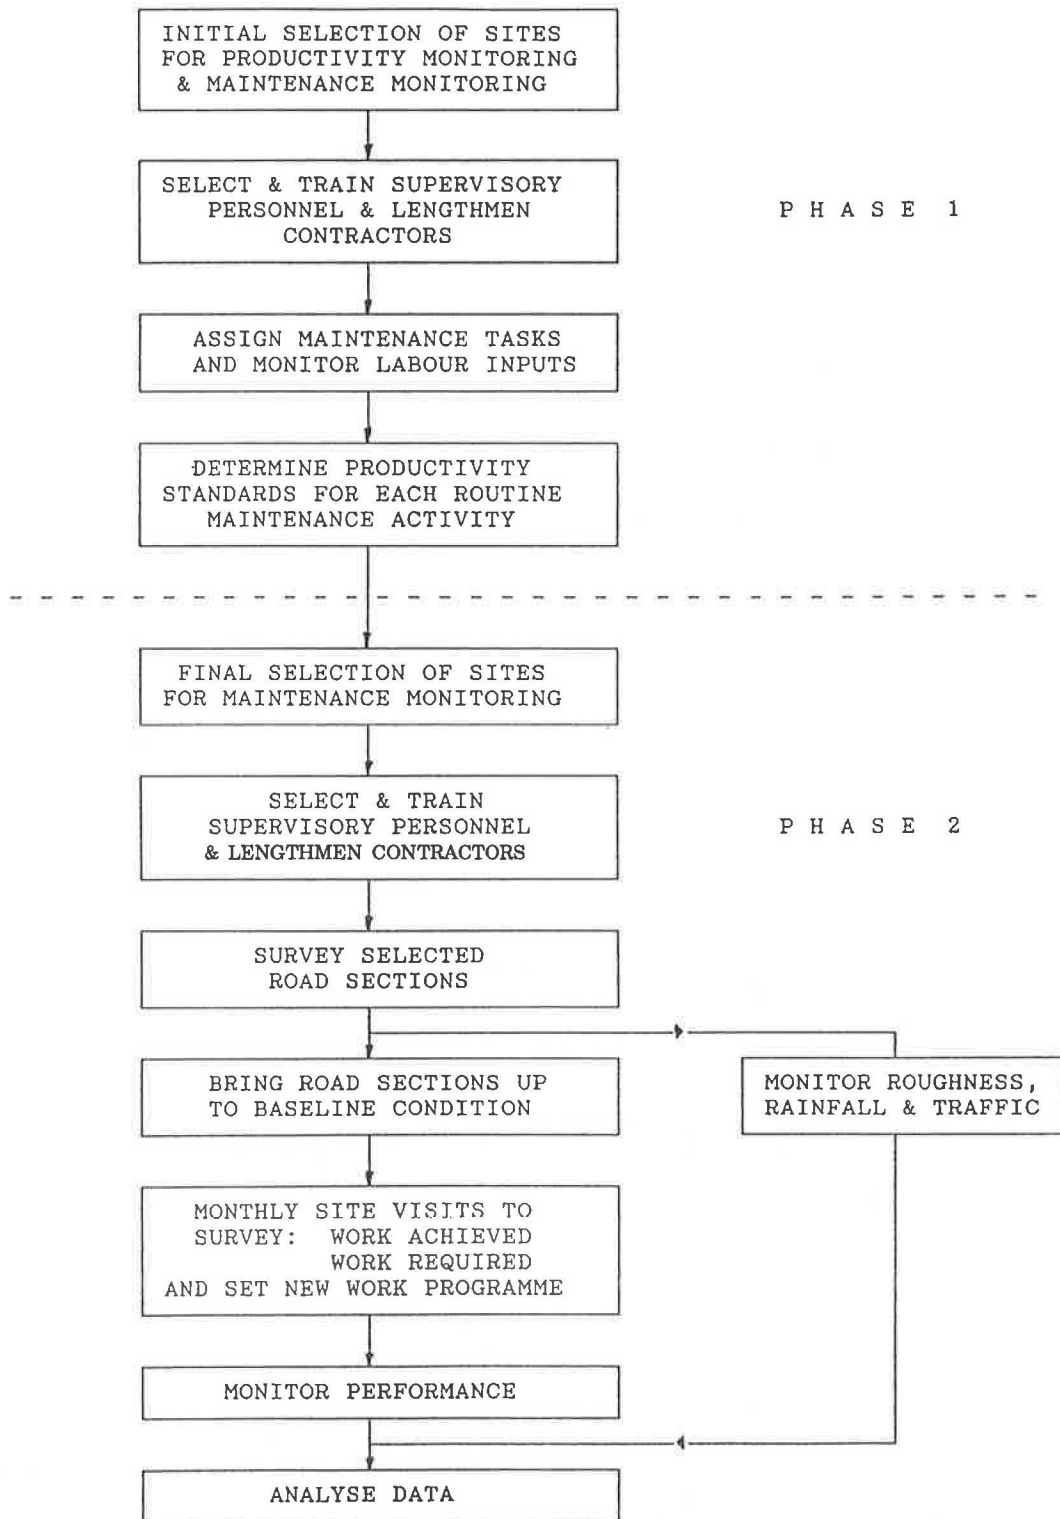 INITIAL SELECTION OF SITES
FOR PRODUCTIVITY MONITORING
& MAINTENANCE MONITORING
SELECT & TRAIN SUPERVISORY
PERSONNEL & LENGTHMEN
CONTRACTORS
P H A S E 1
ASSIGN MAINTENANCE TASKS
AND MONITOR LABOUR INPUTS
DETERMINE PRODUCTIVITY
STANDARDS FOR EACH ROUTINE
MAINTENANCE ACTIVITY
FINAL SELECTION OF SITES
FOR MAINTENANCE MONITORING
SELECT & TRAIN
SUPERVISORY PERSONNEL
& LENGTHMEN CONTRACTORS
P H A S E 2
SURVEY SELECTED
ROAD SECTIONS
BRING ROAD SECTIONS UP
TO BASELINE CONDITION
MONITOR ROUGHNESS,
RAINFALL & TRAFFIC
MONTHLY SITE VISITS TO
SURVEY: WORK ACHIEVED
WORK REQUIRED
AND SET NEW WORK PROGRAMME
MONITOR PERFORMANCE
ANALYSE DATA